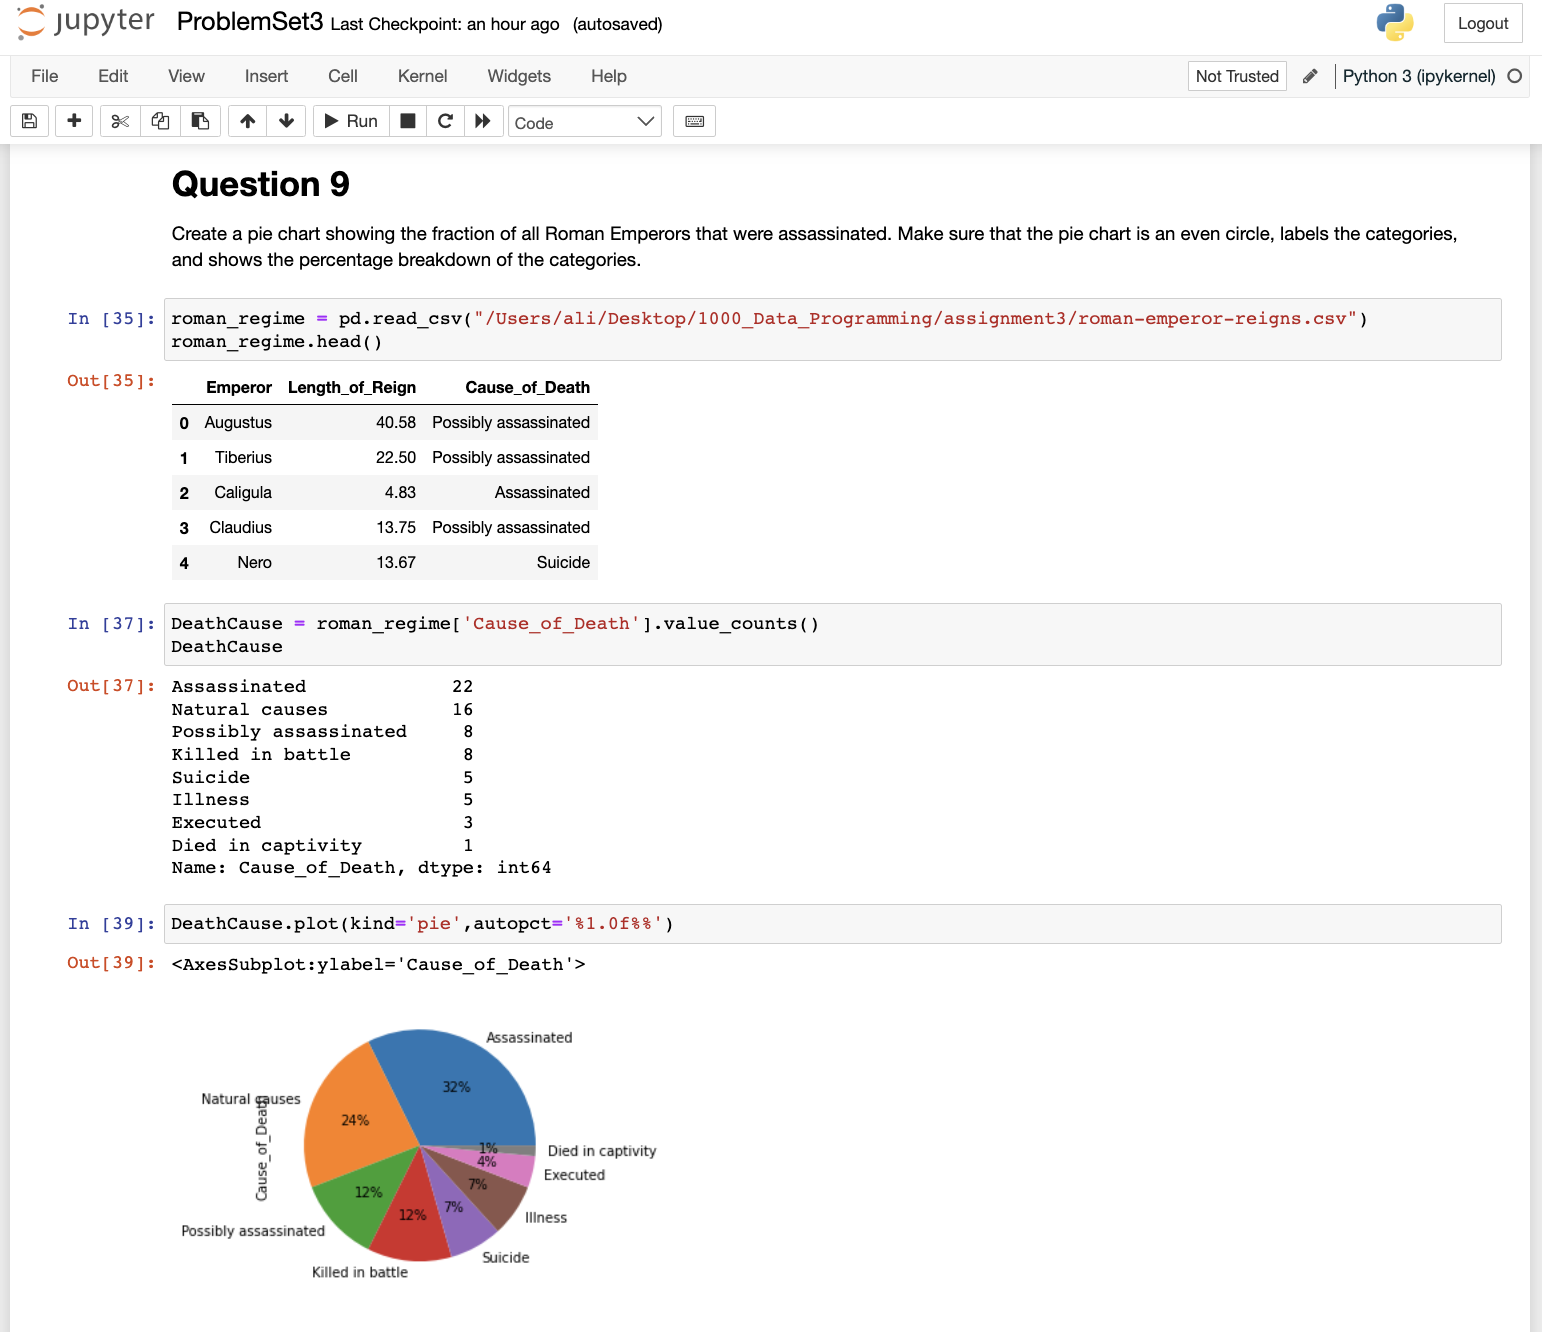 jupyter ProblemSet3 Last Checkpoint: an hour ago (autosaved)
Logout
File Edit View Insert Cell Kernel Widgets Help
Not Trusted Python 3 (ipykernel)
Run Code
Question 9
Create a pie chart showing the fraction of all Roman Emperors that were assassinated. Make sure that the pie chart is an even circle, labels the categories,
and shows the percentage breakdown of the categories.
In [35]: roman_regime = pd.read_csv("/Users/ali/Desktop/1000_Data_Programming/assignment3/roman-emperor-reigns.csv")
roman_regime.head()
Out[35]:
Emperor Length_of_Reign Cause_of_Death
0 Augustus 40.58 Possibly assassinated
1 Tiberius 22.50 Possibly assassinated
2 Caligula 4.83 Assassinated
3 Claudius 13.75 Possibly assassinated
4 Nero 13.67 Suicide
In [37]: DeathCause = roman_regime['Cause_of_Death'].value_counts()
DeathCause
Out[37]: Assassinated 22
Natural causes 16
Possibly assassinated 8
Killed in battle 8
Suicide 5
Illness 5
Executed 3
Died in captivity 1
Name: Cause_of_Death, dtype: int64
In [39]: DeathCause.plot(kind='pie',autopct='%1.0f%%')
Out[39]: <AxesSubplot:ylabel='Cause_of_Death'>
Assassinated
32%
Natural causes
24%
Cause_of_Death
1%
Died in captivity
4%
Executed
7%
12%
7%
12%
Illness
Possibly assassinated
Suicide
Killed in battle